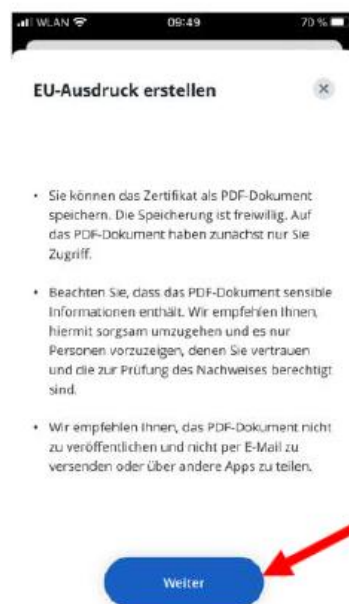 WLAN 09:49 70 %
EU-Ausdruck erstellen
• Sie können das Zertifikat als PDF-Dokument
speichern. Die Speicherung ist freiwillig. Auf
das PDF-Dokument haben zunächst nur Sie
Zugriff.
• Beachten Sie, dass das PDF-Dokument sensible
Informationen enthält. Wir empfehlen Ihnen,
hiermit sorgsam umzugehen und es nur
Personen vorzuzeigen, denen Sie vertrauen
und die zur Prüfung des Nachweises berechtigt
sind.
• Wir empfehlen Ihnen, das PDF-Dokument nicht
zu veröffentlichen und nicht per E-Mail zu
versenden oder über andere Apps zu teilen.
Weiter